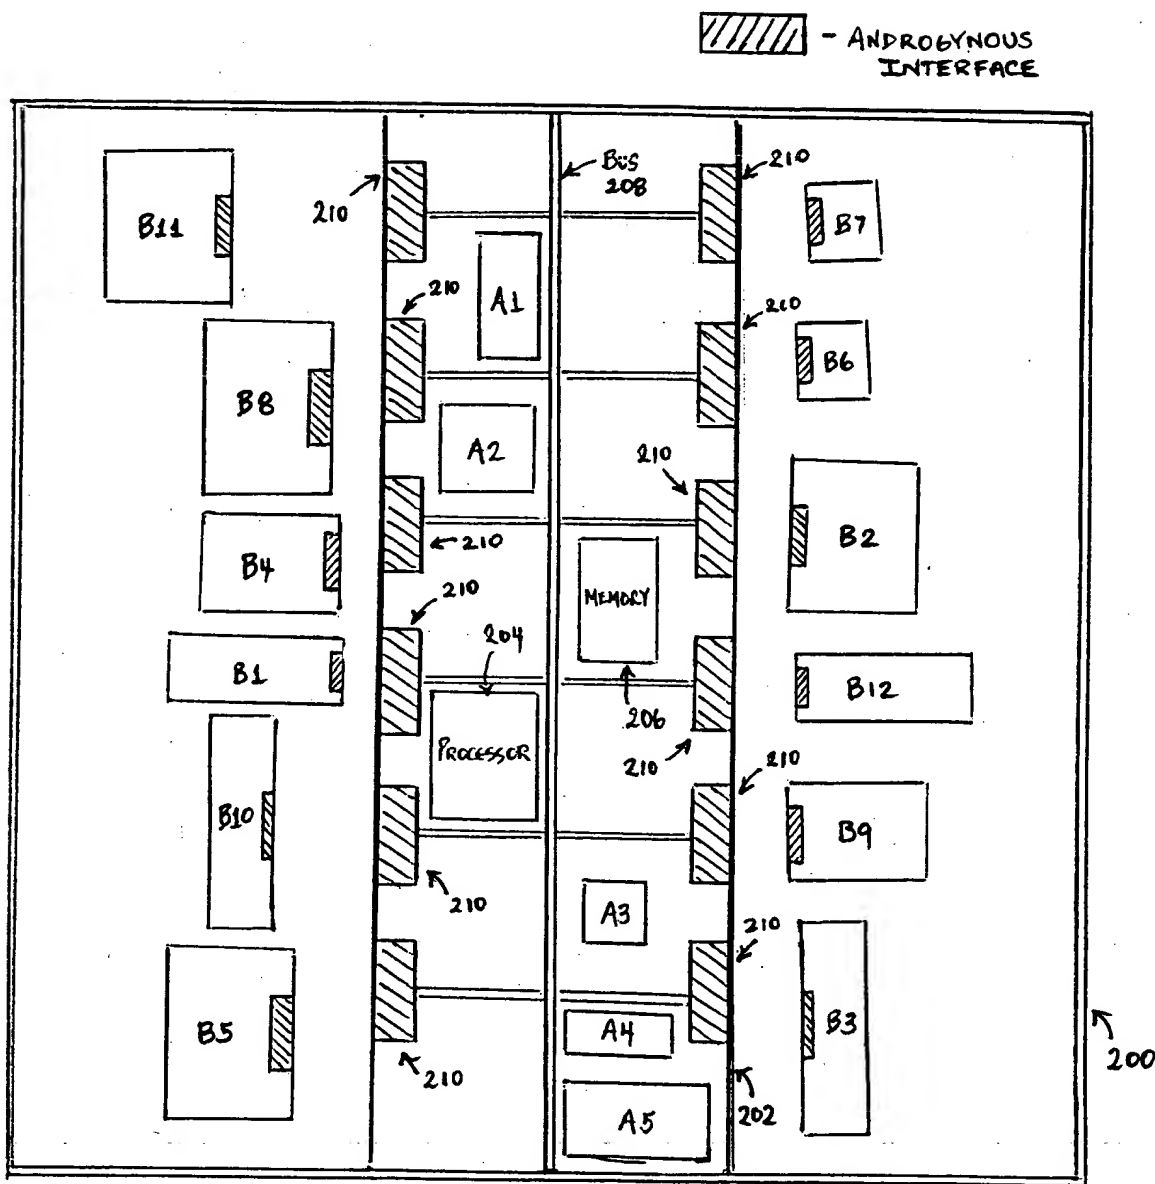 - ANDROGYNOUS
INTERFACE
BUS
208
210
210
B11
B7
A1
210
210
B8
B6
A2
210
B4
210
B2
MEMORY
210
204
B1
B12
206
PROCESSOR
210
210
B10
B9
210
A3
210
B5
A4
B3
200
210
202
A5